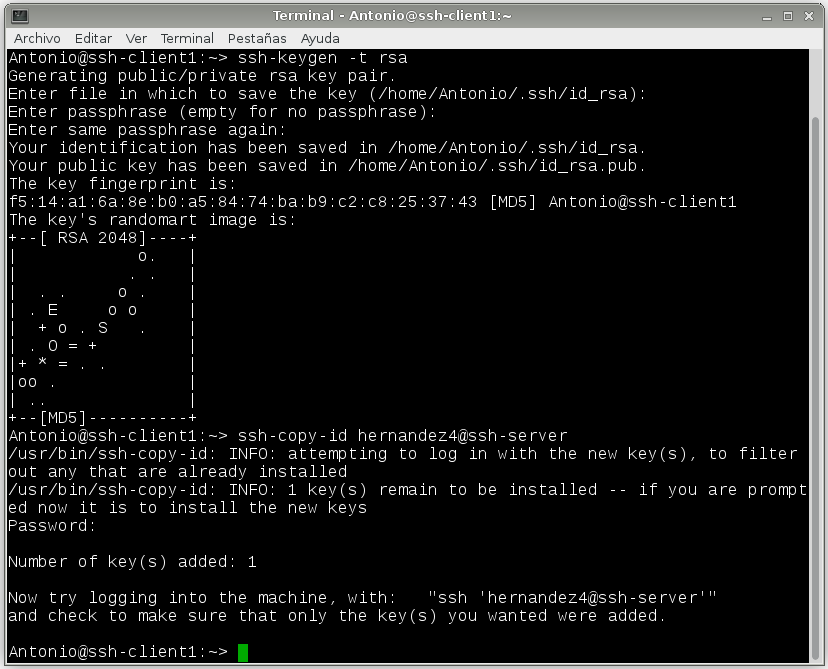 Terminal - Antonio@ssh-client1:~
Archivo Editar Ver Terminal Pestañas Ayuda
Antonio@ssh-client1:~> ssh-keygen -t rsa
Generating public/private rsa key pair.
Enter file in which to save the key (/home/Antonio/.ssh/id_rsa):
Enter passphrase (empty for no passphrase):
Enter same passphrase again:
Your identification has been saved in /home/Antonio/.ssh/id_rsa.
Your public key has been saved in /home/Antonio/.ssh/id_rsa.pub.
The key fingerprint is:
f5:14:a1:6a:8e:b0:a5:84:74:ba:b9:c2:c8:25:37:43 [MD5] Antonio@ssh-client1
The key's randomart image is:
+--[ RSA 2048]----+
|            o.   |
|           . .   |
|  . .     o .    |
| . E     o o     |
|  + o . S   .    |
| . O = +         |
|+ * = . .        |
|oo .             |
| ..              |
+--[MD5]----------+
Antonio@ssh-client1:~> ssh-copy-id hernandez4@ssh-server
/usr/bin/ssh-copy-id: INFO: attempting to log in with the new key(s), to filter
out any that are already installed
/usr/bin/ssh-copy-id: INFO: 1 key(s) remain to be installed -- if you are prompt
ed now it is to install the new keys
Password:
Number of key(s) added: 1
Now try logging into the machine, with:   "ssh 'hernandez4@ssh-server'"
and check to make sure that only the key(s) you wanted were added.
Antonio@ssh-client1:~>